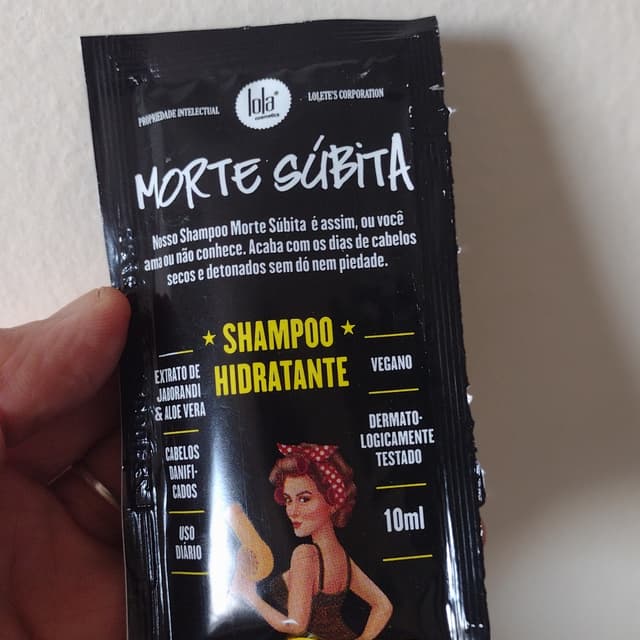 PROPRIEDADE INTELECTUAL
lola
cosmetics
LOLETE'S CORPORATION
MORTE SÚBITA
Nosso Shampoo Morte Súbita é assim, ou você
ama ou não conhece. Acaba com os dias de cabelos
secos e detonados sem dó nem piedade.
SHAMPOO
HIDRATANTE
EXTRATO DE
JABORANDI
& ALOE VERA
CABELOS
DANIFI-
CADOS
USO
DIÁRIO
VEGANO
DERMATO-
LOGICAMENTE
TESTADO
10ml